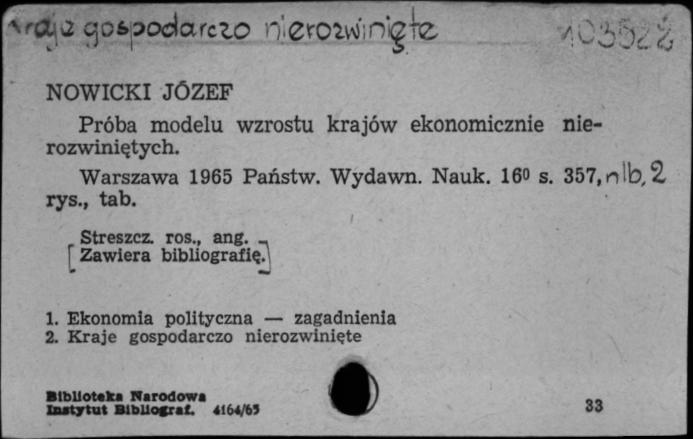 Kraje gospodarczo nierozwinięte 103522
NOWICKI JÓZEF
Próba modelu wzrostu krajów ekonomicznie nie-
rozwiniętych.
Warszawa 1965 Państw. Wydawn. Nauk. 16⁰ s. 357, nlb, 2
rys., tab.
Streszcz. ros., ang.
[Zawiera bibliografię.]
1. Ekonomia polityczna — zagadnienia
2. Kraje gospodarczo nierozwinięte
Biblioteka Narodowa
Instytut Bibliograf. 4164/65 33